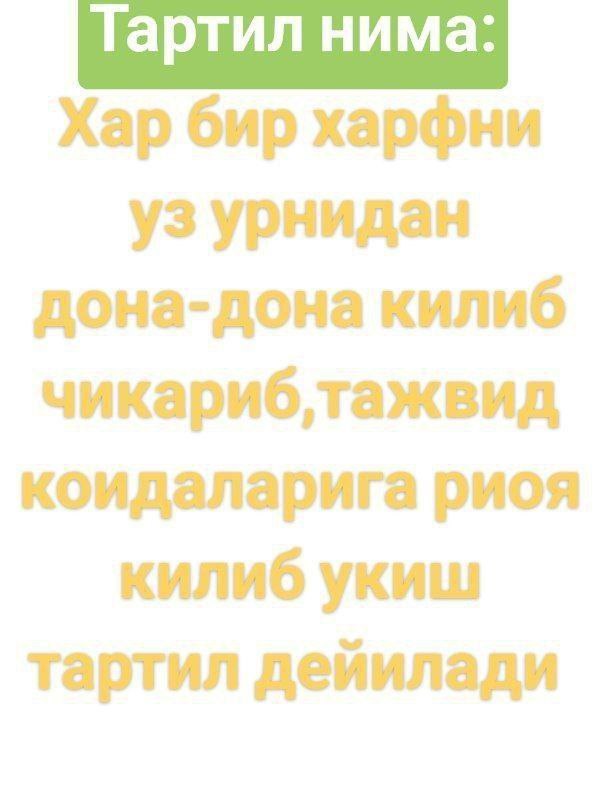 Тартил нима:
Хар бир харфни
уз урнидан
дона-дона килиб
чикариб,тажвид
коидаларига риоя
килиб укиш
тартил дейилади